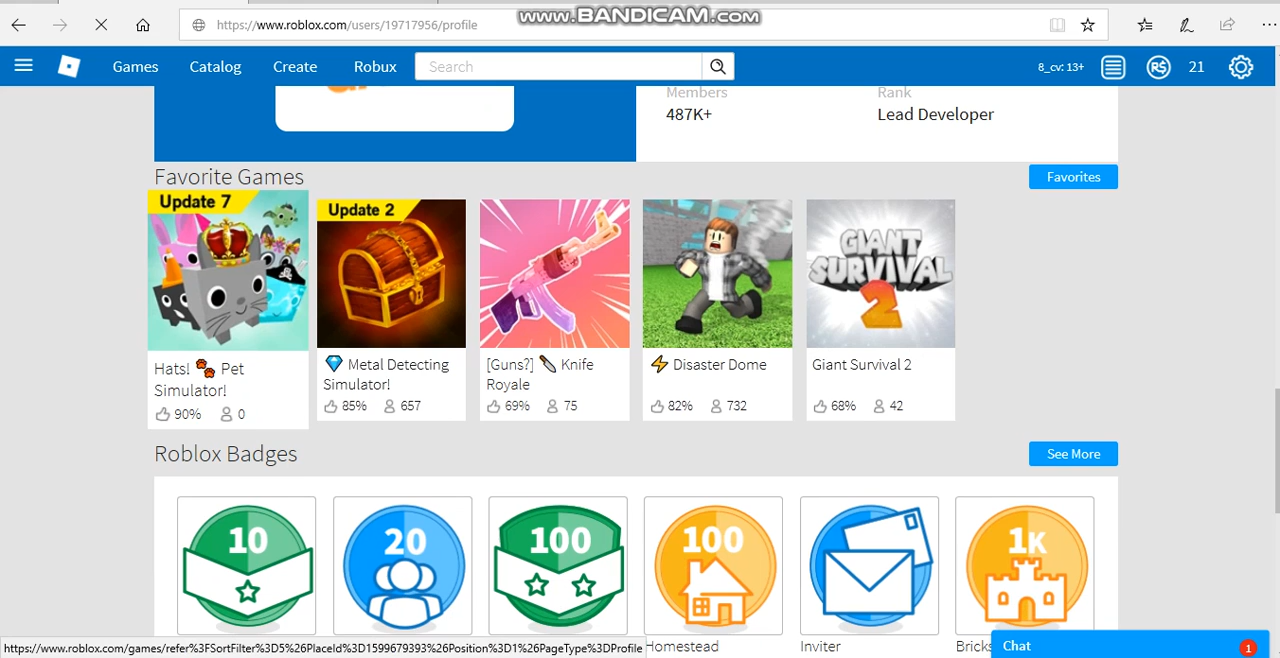 www.BANDICAM.com
https://www.roblox.com/users/19717956/profile
Games Catalog Create Robux Search 8_cv: 13+ R$ 21
Members Rank
487K+ Lead Developer
Favorite Games Favorites
Update 7
Update 2
GIANT
SURVIVAL
2
Hats! Pet
Simulator!
90% 0
Metal Detecting
Simulator!
85% 657
[Guns?] Knife
Royale
69% 75
Disaster Dome
82% 732
Giant Survival 2
68% 42
Roblox Badges See More
10 20 100 100 1K
Homestead Inviter Bricks
https://www.roblox.com/games/refer%3FSortFilter%3D3%26PlaceId%3D1599679393%26Position%3D1%26PageType%3DProfile
Chat 1